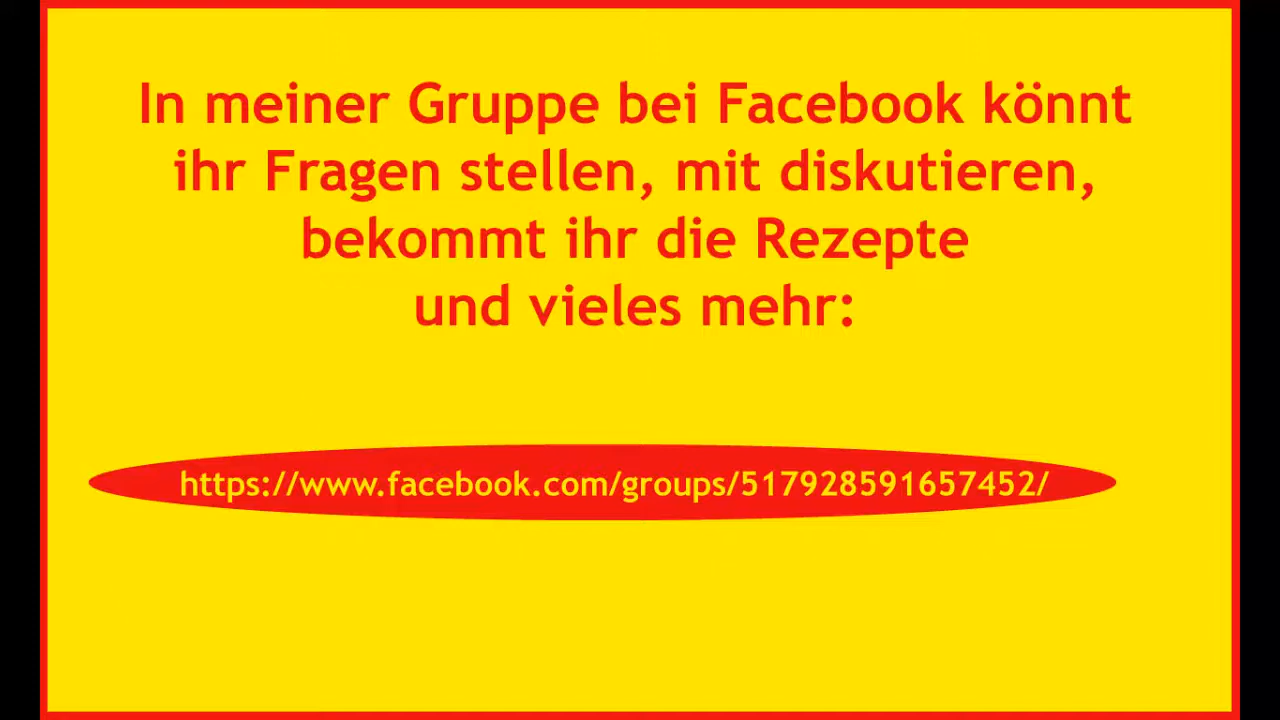 In meiner Gruppe bei Facebook könnt
ihr Fragen stellen, mit diskutieren,
bekommt ihr die Rezepte
und vieles mehr:
https://www.facebook.com/groups/517928591657452/